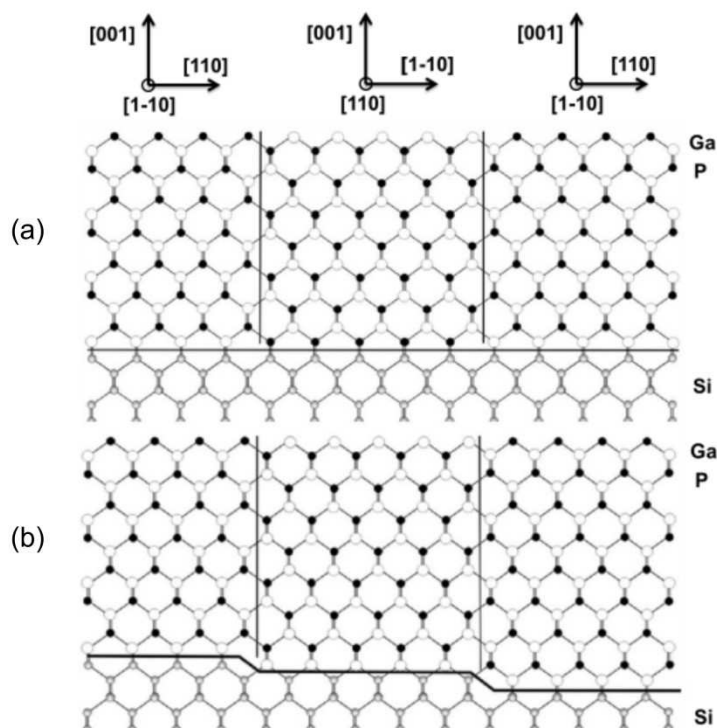 [001] [001] [001]
[110] [1-10] [110]
[1-10] [110] [1-10]
Ga
P
(a)
Si
Ga
P
(b)
Si